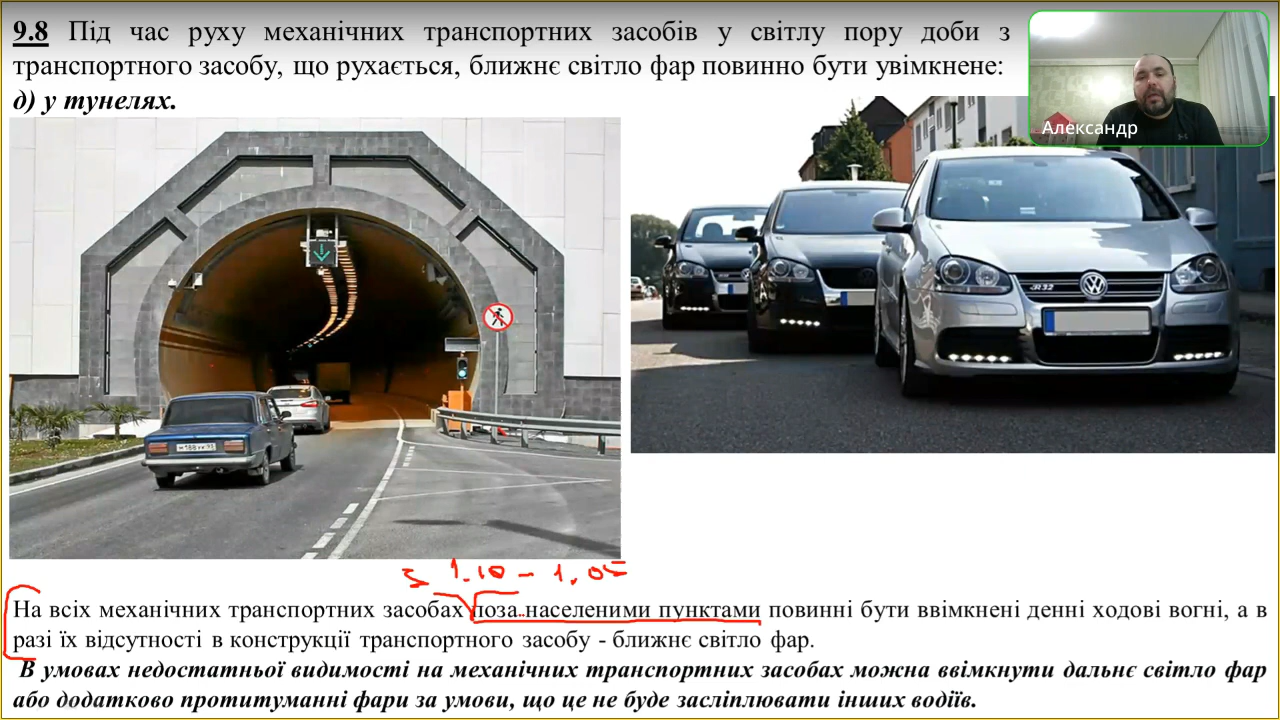 9.8 Під час руху механічних транспортних засобів у світлу пору доби з
транспортного засобу, що рухається, ближнє світло фар повинно бути увімкнене:
д) у тунелях.
Александр
R32
з 1.10 - 1.05
На всіх механічних транспортних засобах поза населеними пунктами повинні бути ввімкнені денні ходові вогні, а в
разі їх відсутності в конструкції транспортного засобу - ближнє світло фар.
В умовах недостатньої видимості на механічних транспортних засобах можна ввімкнути дальнє світло фар
або додатково протитуманні фари за умови, що це не буде засліплювати інших водіїв.